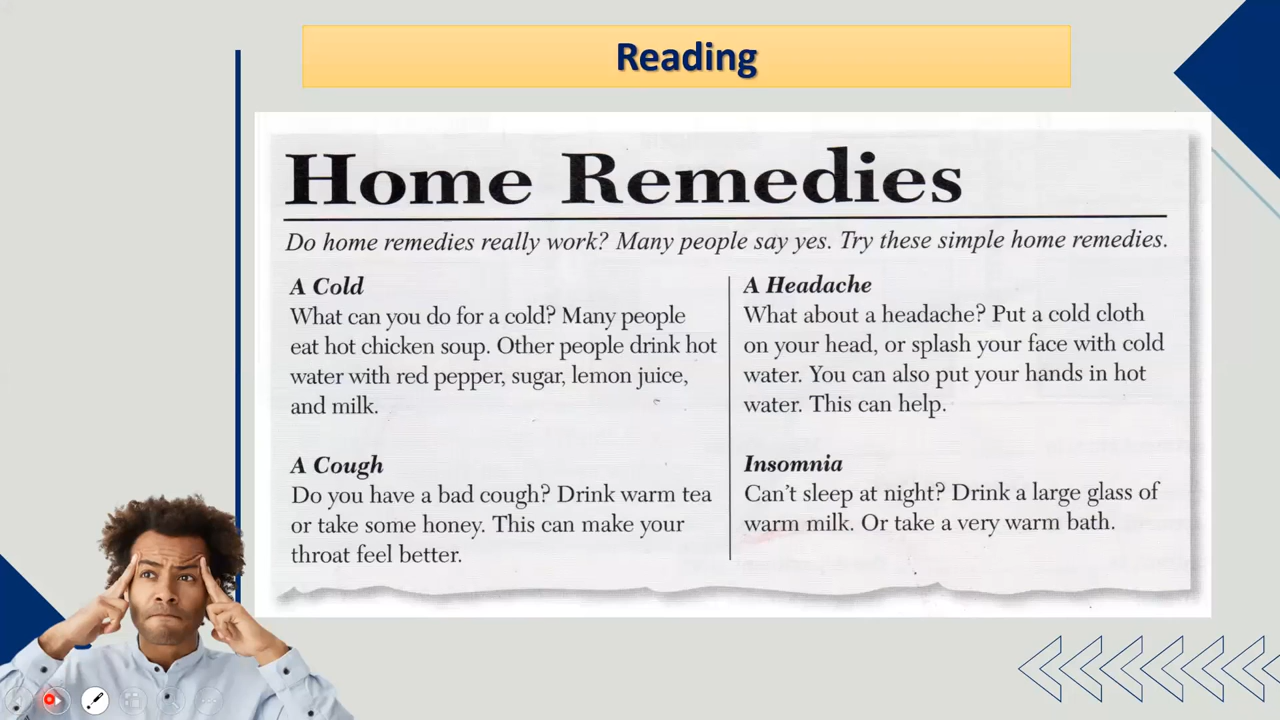 Reading
Home Remedies
Do home remedies really work? Many people say yes. Try these simple home remedies.
A Cold
What can you do for a cold? Many people
eat hot chicken soup. Other people drink hot
water with red pepper, sugar, lemon juice,
and milk.
A Cough
Do you have a bad cough? Drink warm tea
or take some honey. This can make your
throat feel better.
A Headache
What about a headache? Put a cold cloth
on your head, or splash your face with cold
water. You can also put your hands in hot
water. This can help.
Insomnia
Can't sleep at night? Drink a large glass of
warm milk. Or take a very warm bath.